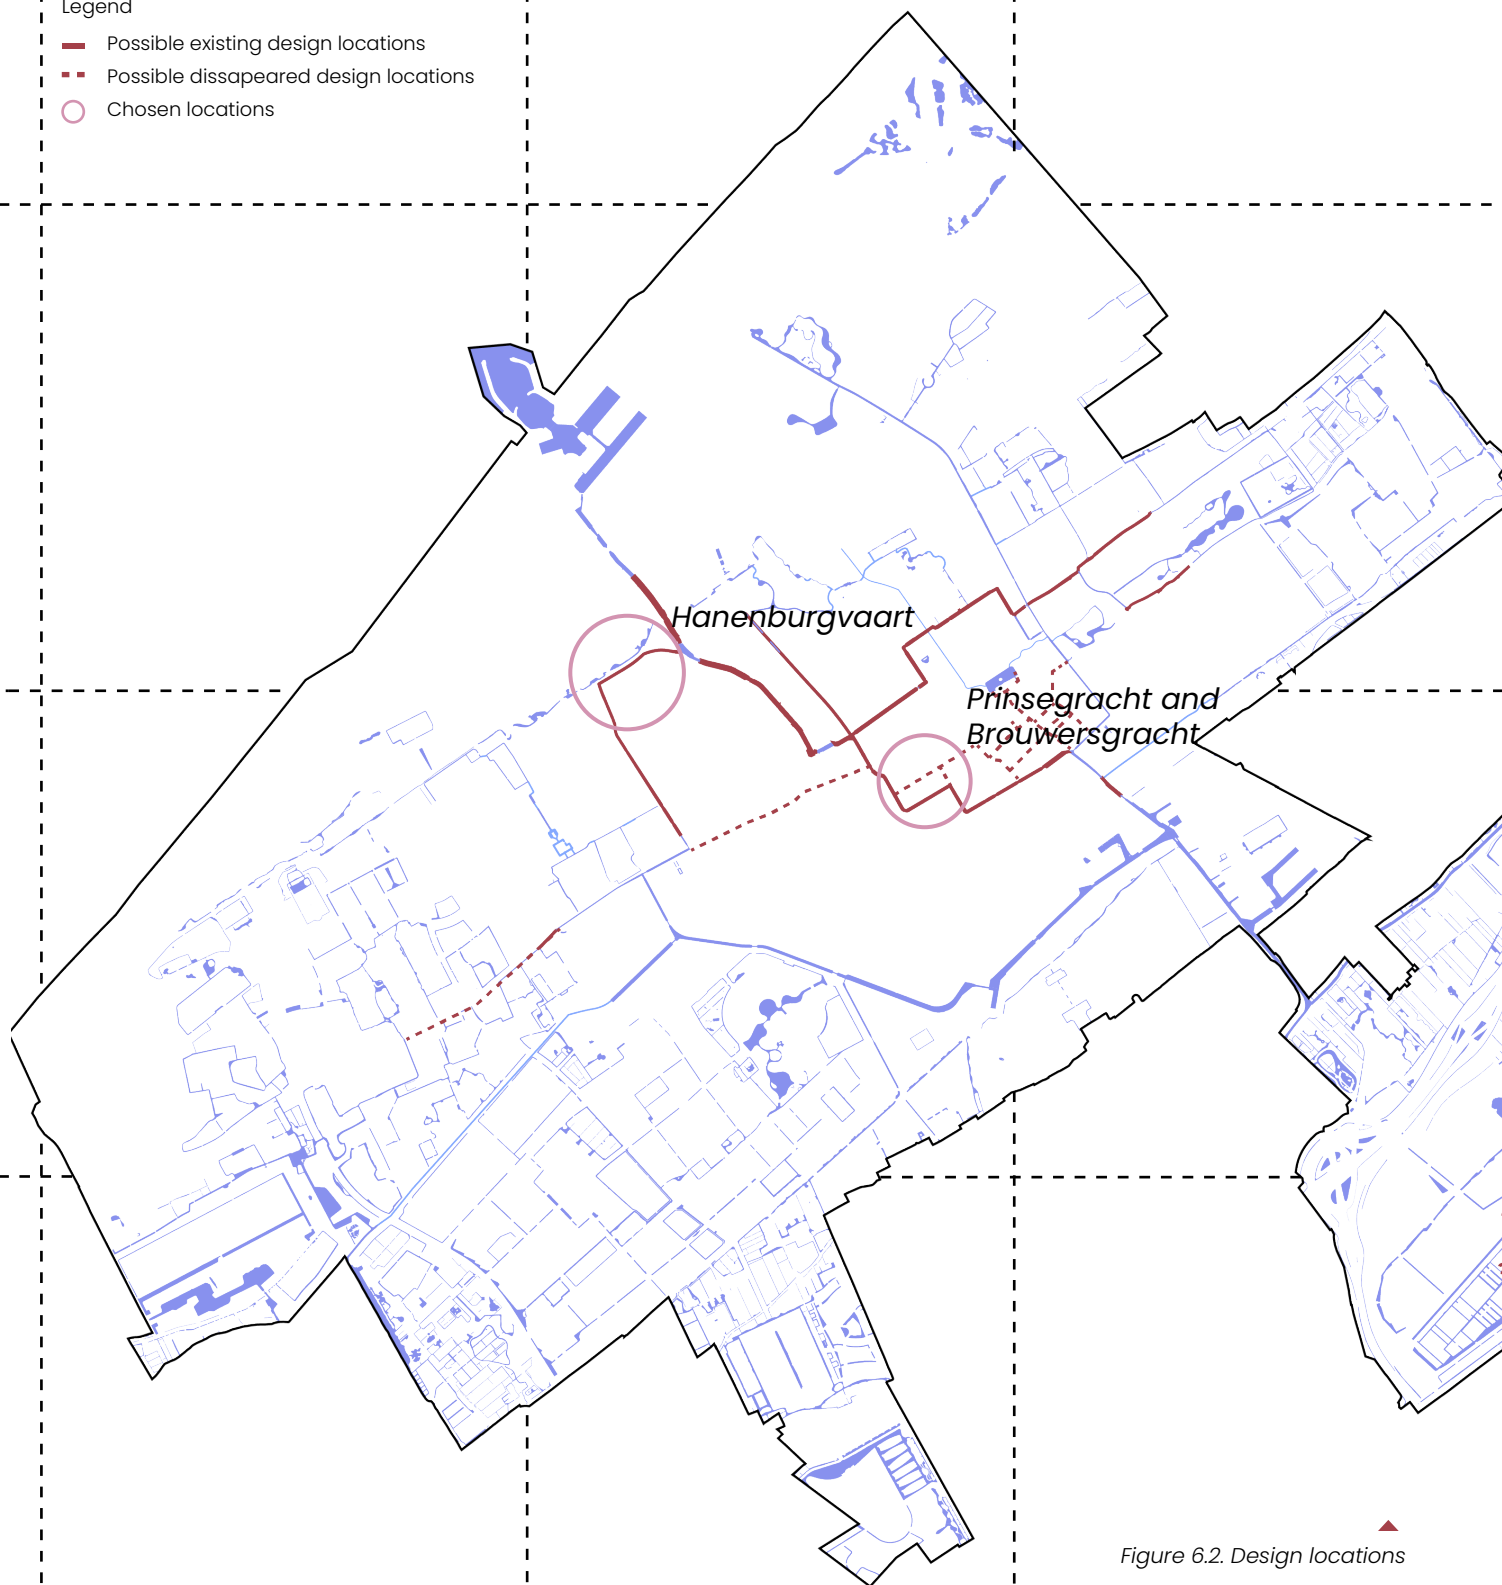 Legend
Possible existing design locations
Possible dissapeared design locations
Chosen locations
Hanenburgvaart
Prinsegracht and
Brouwersgracht
Figure 6.2. Design locations